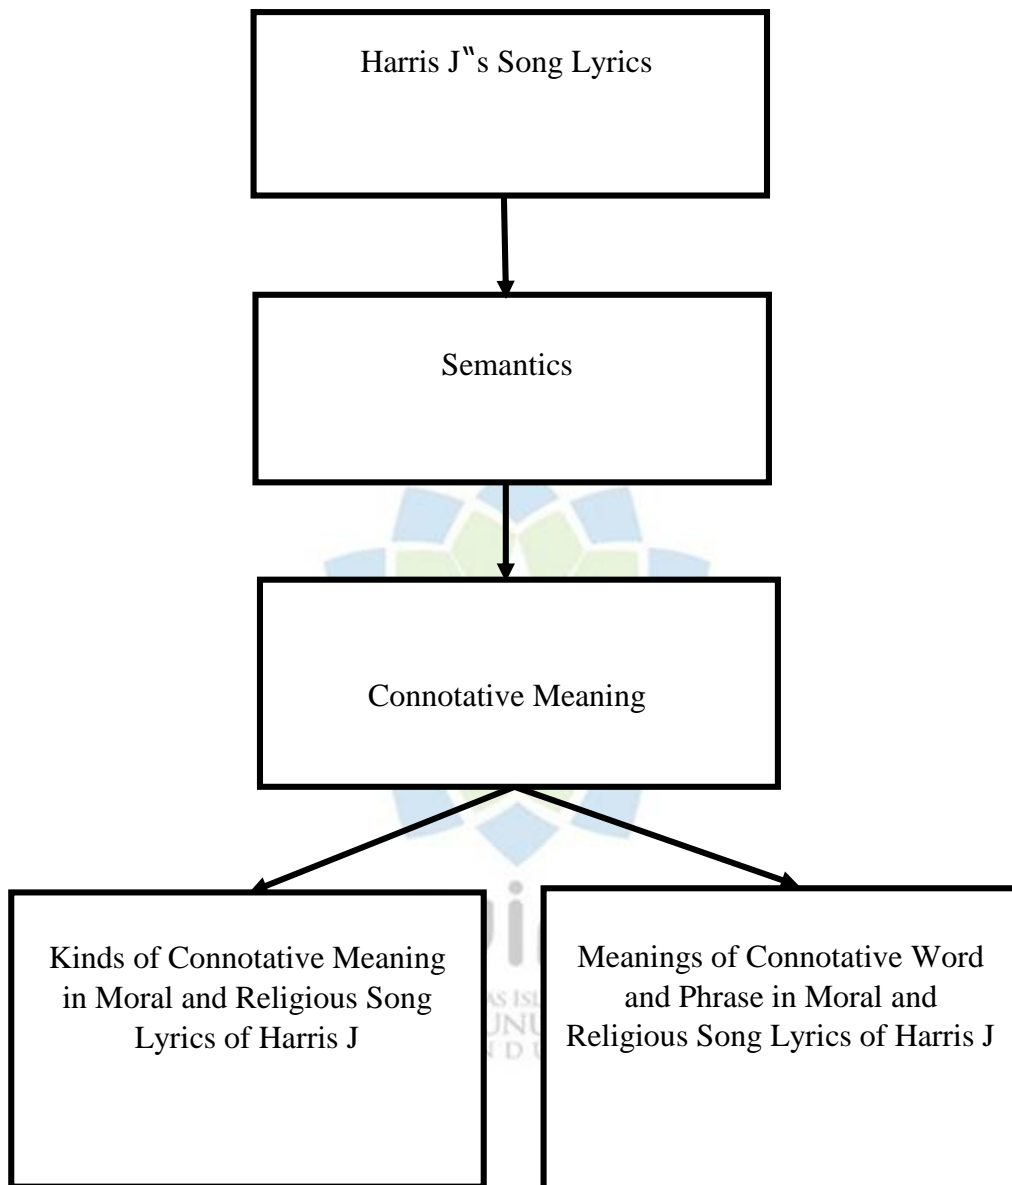 Harris J‟s Song Lyrics
Semantics
Connotative Meaning
Kinds of Connotative Meaning
in Moral and Religious Song
Lyrics of Harris J
Meanings of Connotative Word
and Phrase in Moral and
Religious Song Lyrics of Harris J